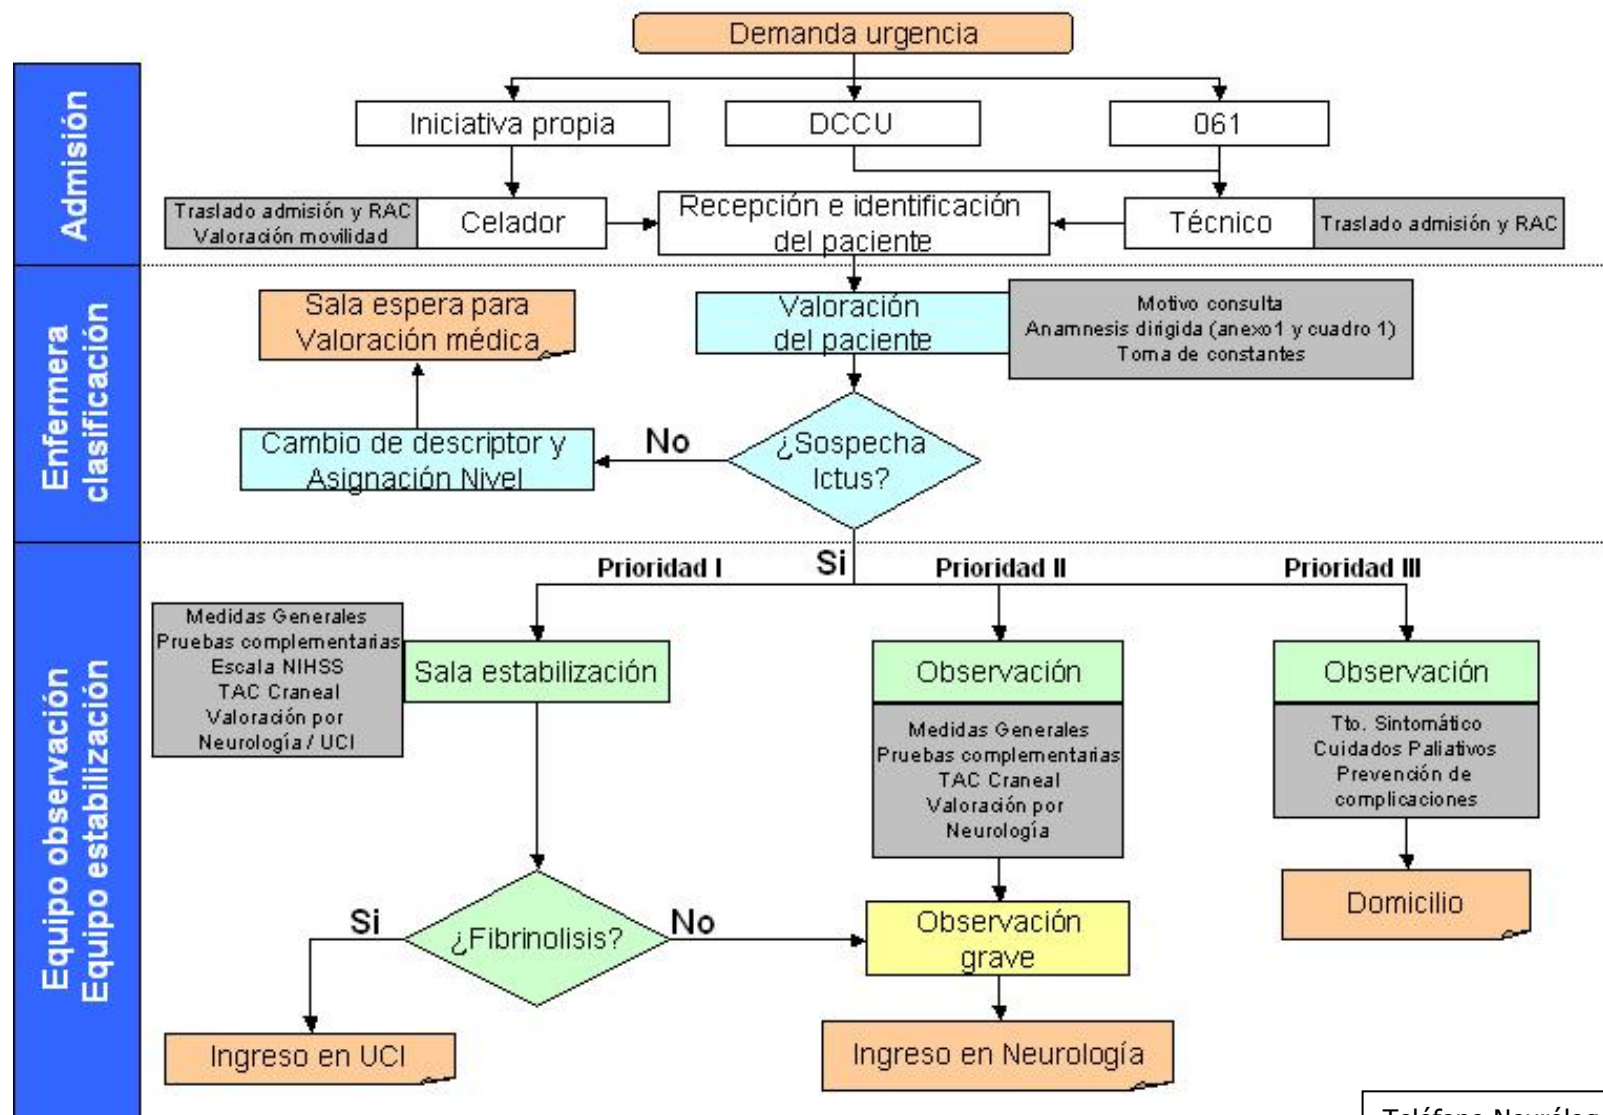 Demanda urgencia
Admisión
Iniciativa propia
DCCU
061
Traslado admisión y RAC
Valoración movilidad
Celador
Recepción e identificación
del paciente
Técnico
Traslado admisión y RAC
Enfermera
clasificación
Sala espera para
Valoración médica
Valoración
del paciente
Motivo consulta
Anamnesis dirigida (anexo1 y cuadro 1)
Toma de constantes
Cambio de descriptor y
Asignación Nivel
No
¿Sospecha
Ictus?
Si
Equipo observación
Equipo estabilización
Prioridad I
Prioridad II
Prioridad III
Medidas Generales
Pruebas complementarias
Escala NIHSS
TAC Craneal
Valoración por
Neurología / UCI
Sala estabilización
Observación
Medidas Generales
Pruebas complementarias
TAC Craneal
Valoración por
Neurología
Observación
Tto. Sintomático
Cuidados Paliativos
Prevención de
complicaciones
Domicilio
Si
¿Fibrinolisis?
No
Observación
grave
Ingreso en UCI
Ingreso en Neurología
Teléfono